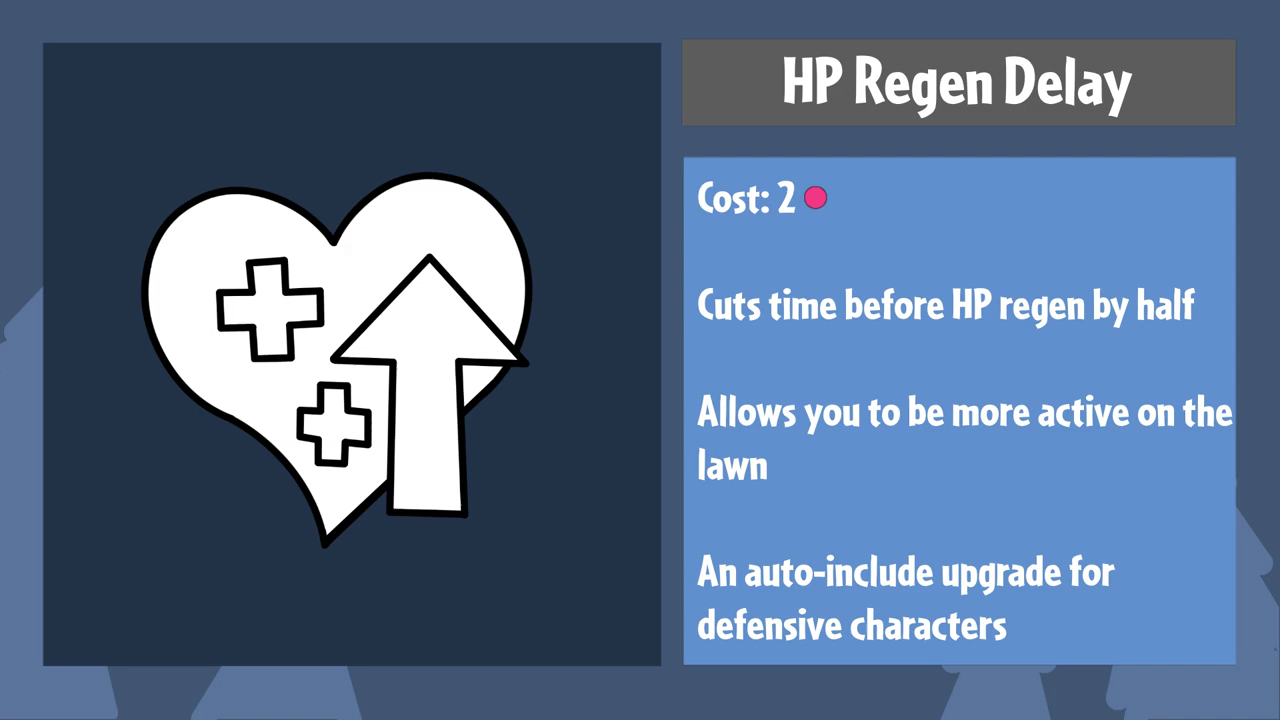 HP Regen Delay
Cost: 2
Cuts time before HP regen by half
Allows you to be more active on the
lawn
An auto-include upgrade for
defensive characters